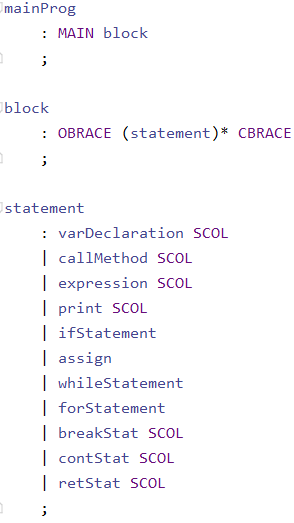 mainProg
: MAIN block
;
block
: OBRACE (statement)* CBRACE
;
statement
: varDeclaration SCOL
| callMethod SCOL
| expression SCOL
| print SCOL
| ifStatement
| assign
| whileStatement
| forStatement
| breakStat SCOL
| contStat SCOL
| retStat SCOL
;